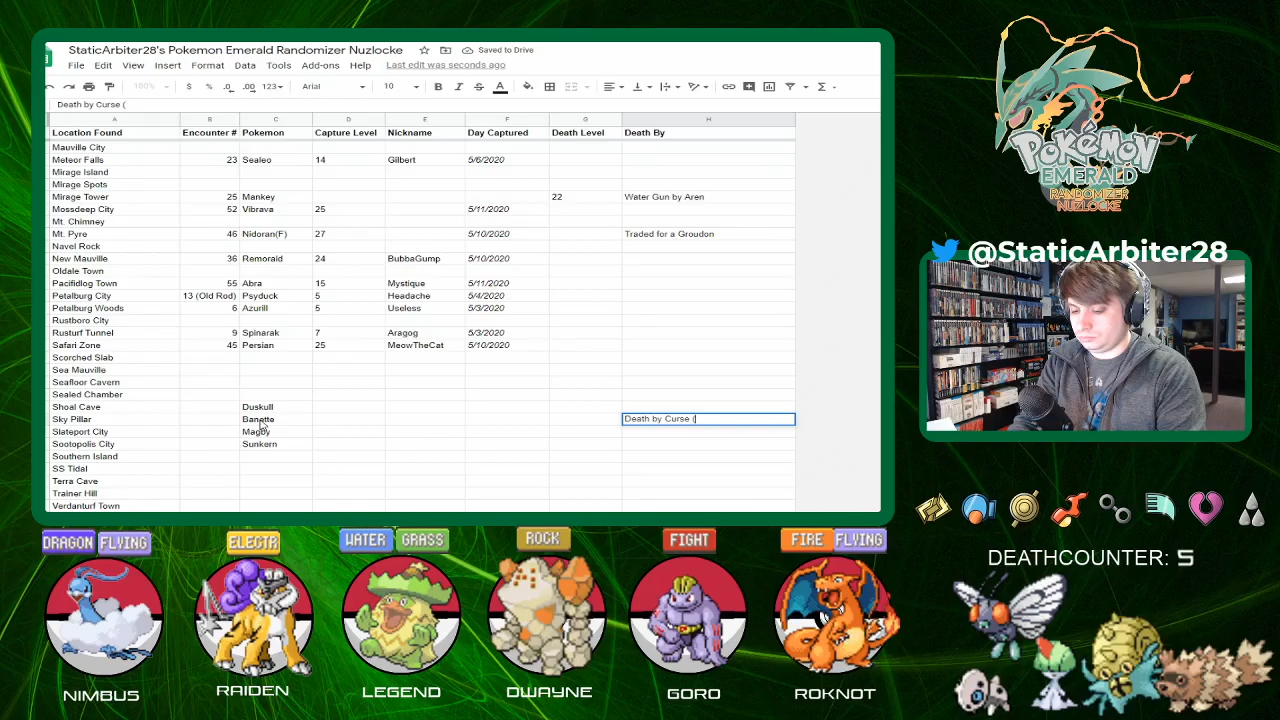 StaticArbiter28's Pokemon Emerald Randomizer Nuzlocke Saved to Drive
File Edit View Insert Format Data Tools Add-ons Help Last edit was seconds ago
100% $ % .0 .00 123 Arial 10 B I S A
Death by Curse (
A B C D E F G H
Location Found Encounter # Pokemon Capture Level Nickname Day Captured Death Level Death By
Mauville City
Meteor Falls 23 Sealeo 14 Gilbert 5/6/2020
Mirage Island
Mirage Spots
Mirage Tower 25 Mankey 22 Water Gun by Aren
Mossdeep City 52 Vibrava 25 5/11/2020
Mt. Chimney
Mt. Pyre 46 Nidoran(F) 27 5/10/2020 Traded for a Groudon
Navel Rock
New Mauville 36 Remoraid 24 BubbaGump 5/10/2020
Oldale Town
Pacifidlog Town 55 Abra 15 Mystique 5/11/2020
Petalburg City 13 (Old Rod) Psyduck 5 Headache 5/4/2020
Petalburg Woods 6 Azurill 5 Useless 5/3/2020
Rustboro City
Rusturf Tunnel 9 Spinarak 7 Aragog 5/3/2020
Safari Zone 45 Persian 25 MeowTheCat 5/10/2020
Scorched Slab
Sea Mauville
Seafloor Cavern
Sealed Chamber
Shoal Cave Duskull
Sky Pillar Banette Death by Curse (
Slateport City Magby
Sootopolis City Sunkern
Southern Island
SS Tidal
Terra Cave
Trainer Hill
Verdanturf Town
POKéMON
EMERALD
RANDOMIZER
NUZLOCKE
@StaticArbiter28
DEATHCOUNTER: 5
DRAGON FLYING ELECTR WATER GRASS ROCK FIGHT FIRE FLYING
NIMBUS RAIDEN LEGEND DWAYNE GORO ROKNOT